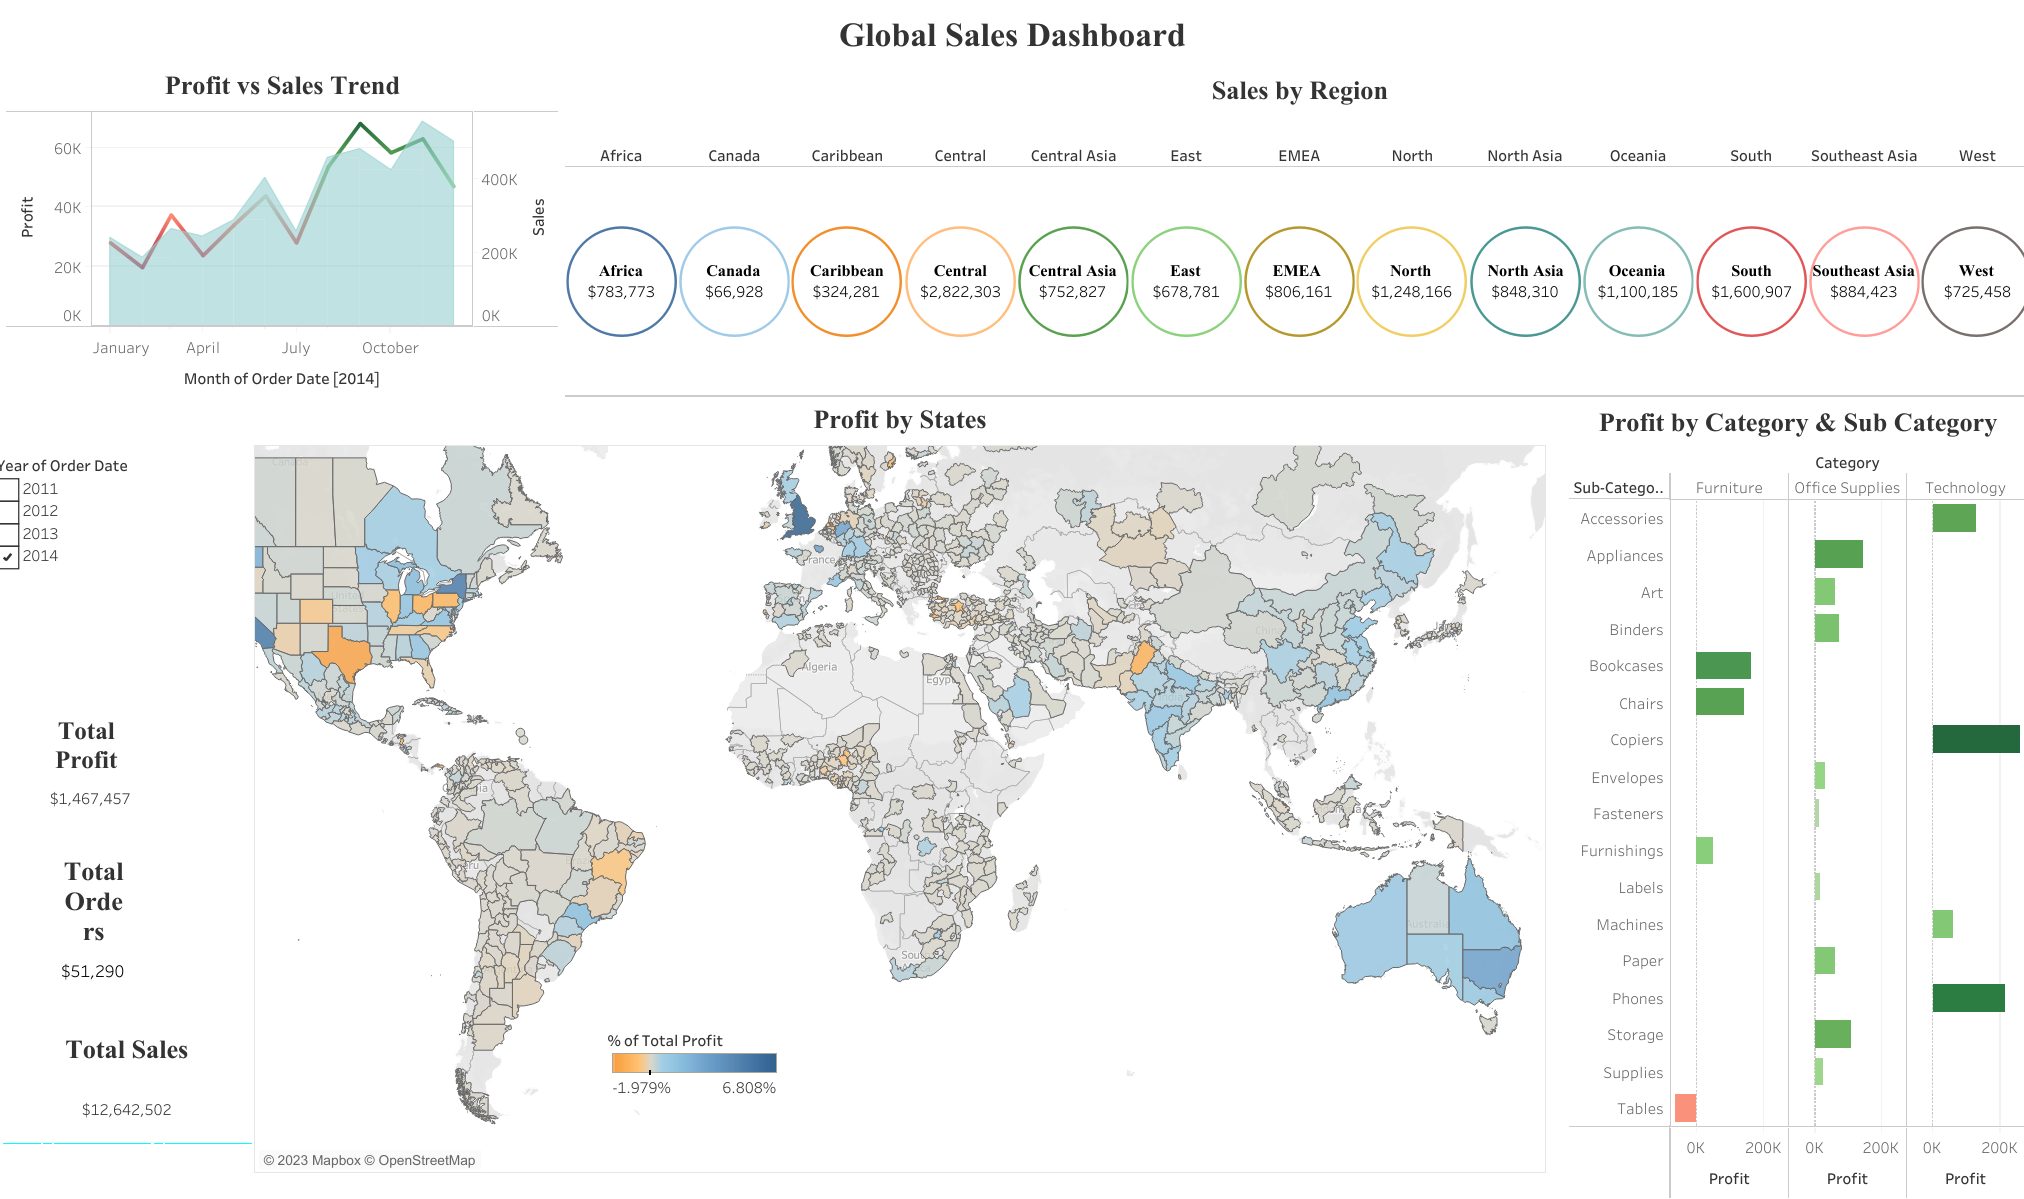 Global Sales Dashboard
Profit vs Sales Trend
Profit
60K
40K
20K
0K
400K
200K
0K
Sales
January
April
July
October
Month of Order Date [2014]
Sales by Region
Africa
Canada
Caribbean
Central
Central Asia
East
EMEA
North
North Asia
Oceania
South
Southeast Asia
West
Africa
$783,773
Canada
$66,928
Caribbean
$324,281
Central
$2,822,303
Central Asia
$752,827
East
$678,781
EMEA
$806,161
North
$1,248,166
North Asia
$848,310
Oceania
$1,100,185
South
$1,600,907
Southeast Asia
$884,423
West
$725,458
Year of Order Date
2011
2012
2013
2014
Total
Profit
$1,467,457
Total
Orde
rs
$51,290
Total Sales
$12,642,502
Profit by States
Canada
United
States
Algeria
Egypt
Australia
% of Total Profit
-1.979%
6.808%
© 2023 Mapbox © OpenStreetMap
Profit by Category & Sub Category
Category
Sub-Catego..
Furniture
Office Supplies
Technology
Accessories
Appliances
Art
Binders
Bookcases
Chairs
Copiers
Envelopes
Fasteners
Furnishings
Labels
Machines
Paper
Phones
Storage
Supplies
Tables
0K
200K
0K
200K
0K
200K
Profit
Profit
Profit